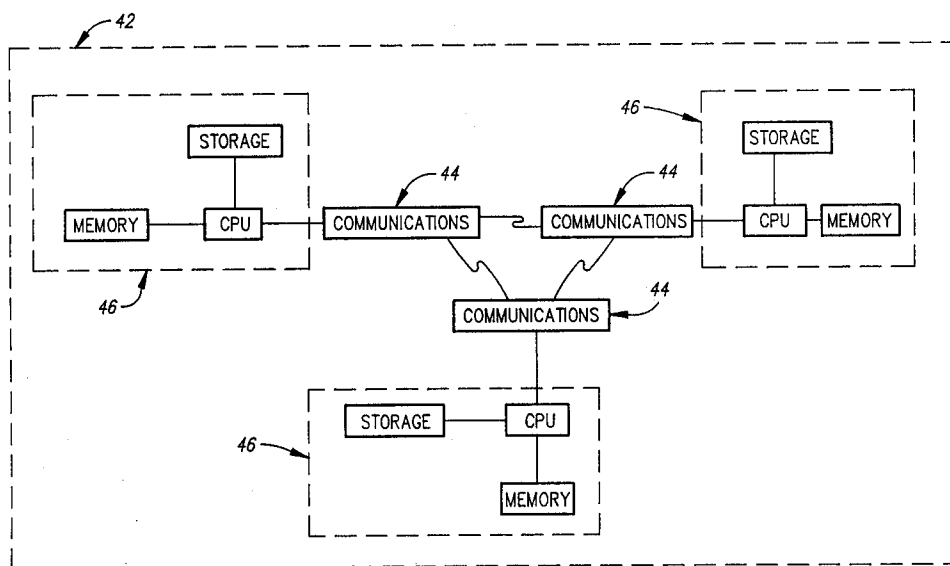 42
46
STORAGE
STORAGE
44
44
MEMORY
CPU
COMMUNICATIONS
COMMUNICATIONS
CPU
MEMORY
46
COMMUNICATIONS
44
STORAGE
CPU
46
MEMORY